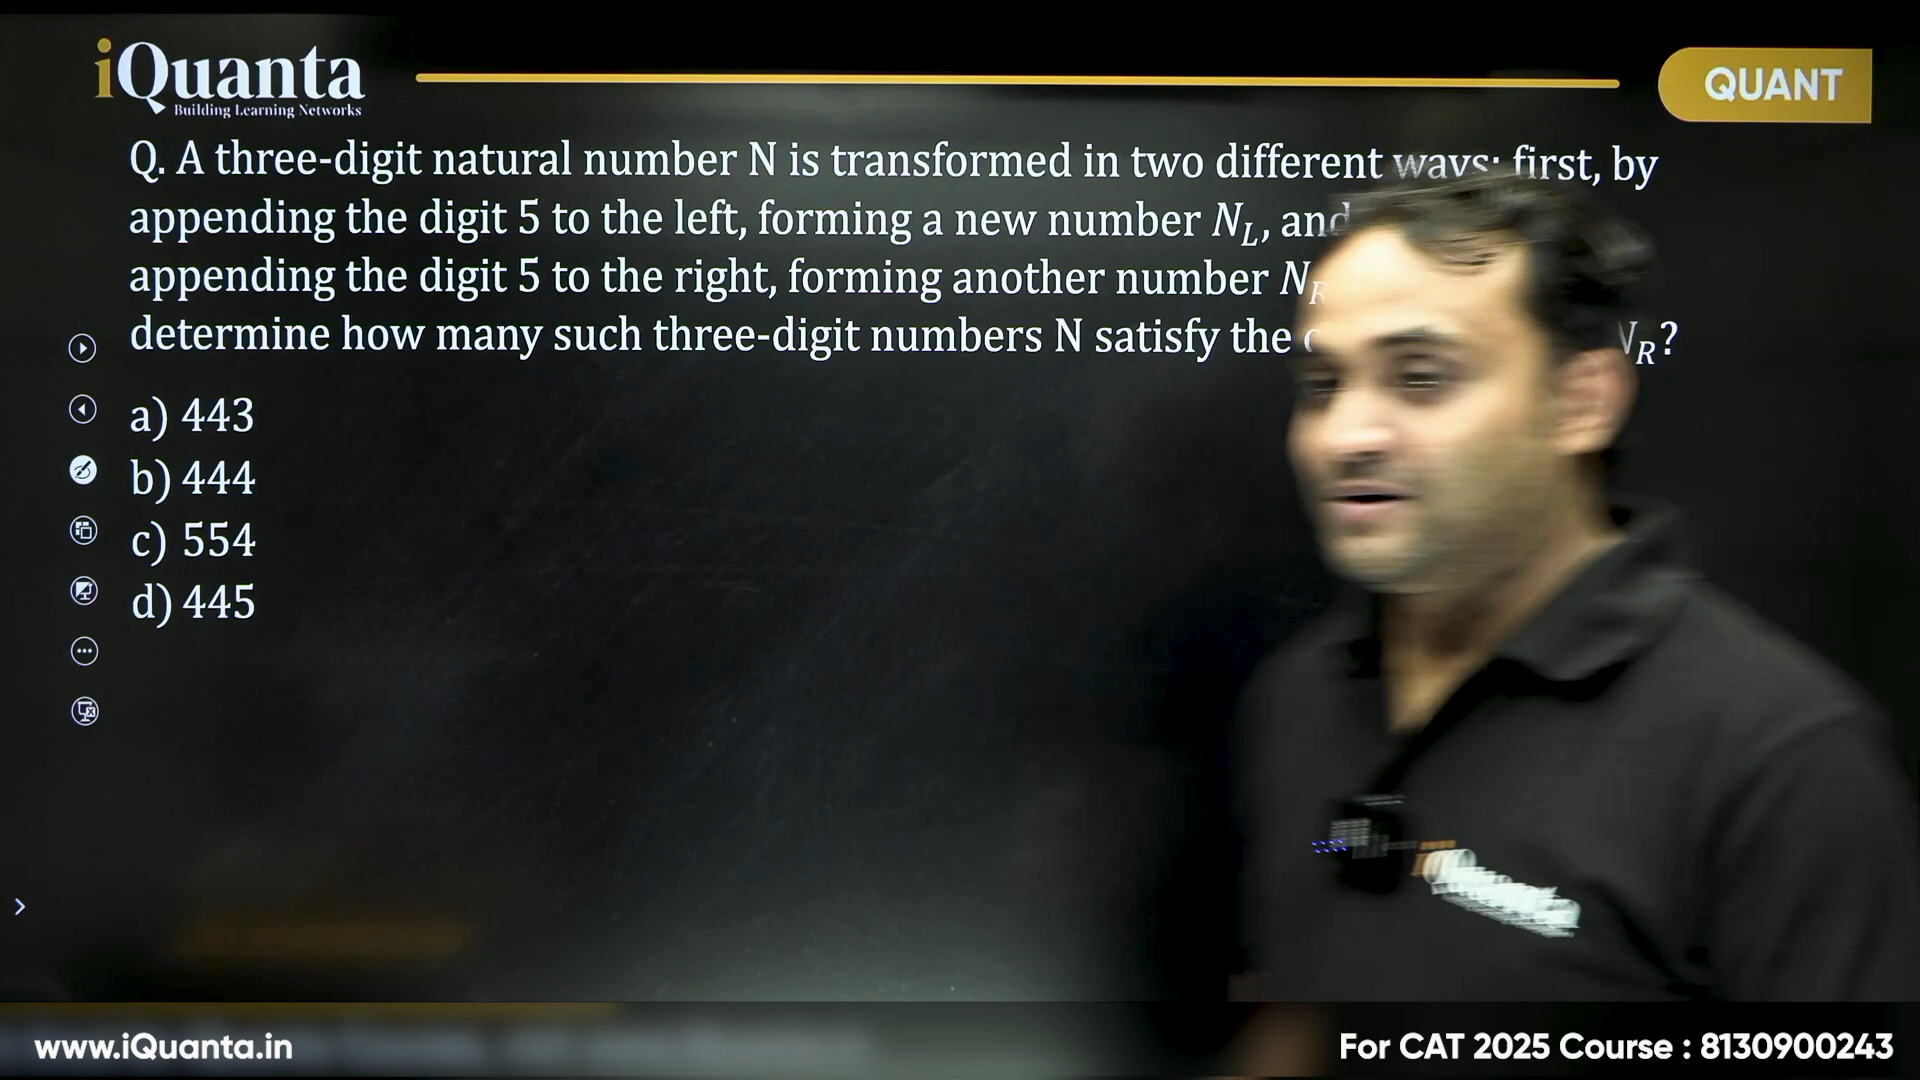 iQuanta
Building Learning Networks
QUANT
Q. A three-digit natural number N is transformed in two different ways: first, by
appending the digit 5 to the left, forming a new number N_L, and
appending the digit 5 to the right, forming another number N_R
determine how many such three-digit numbers N satisfy the N_R?
a) 443
b) 444
c) 554
d) 445
www.iQuanta.in
For CAT 2025 Course : 8130900243